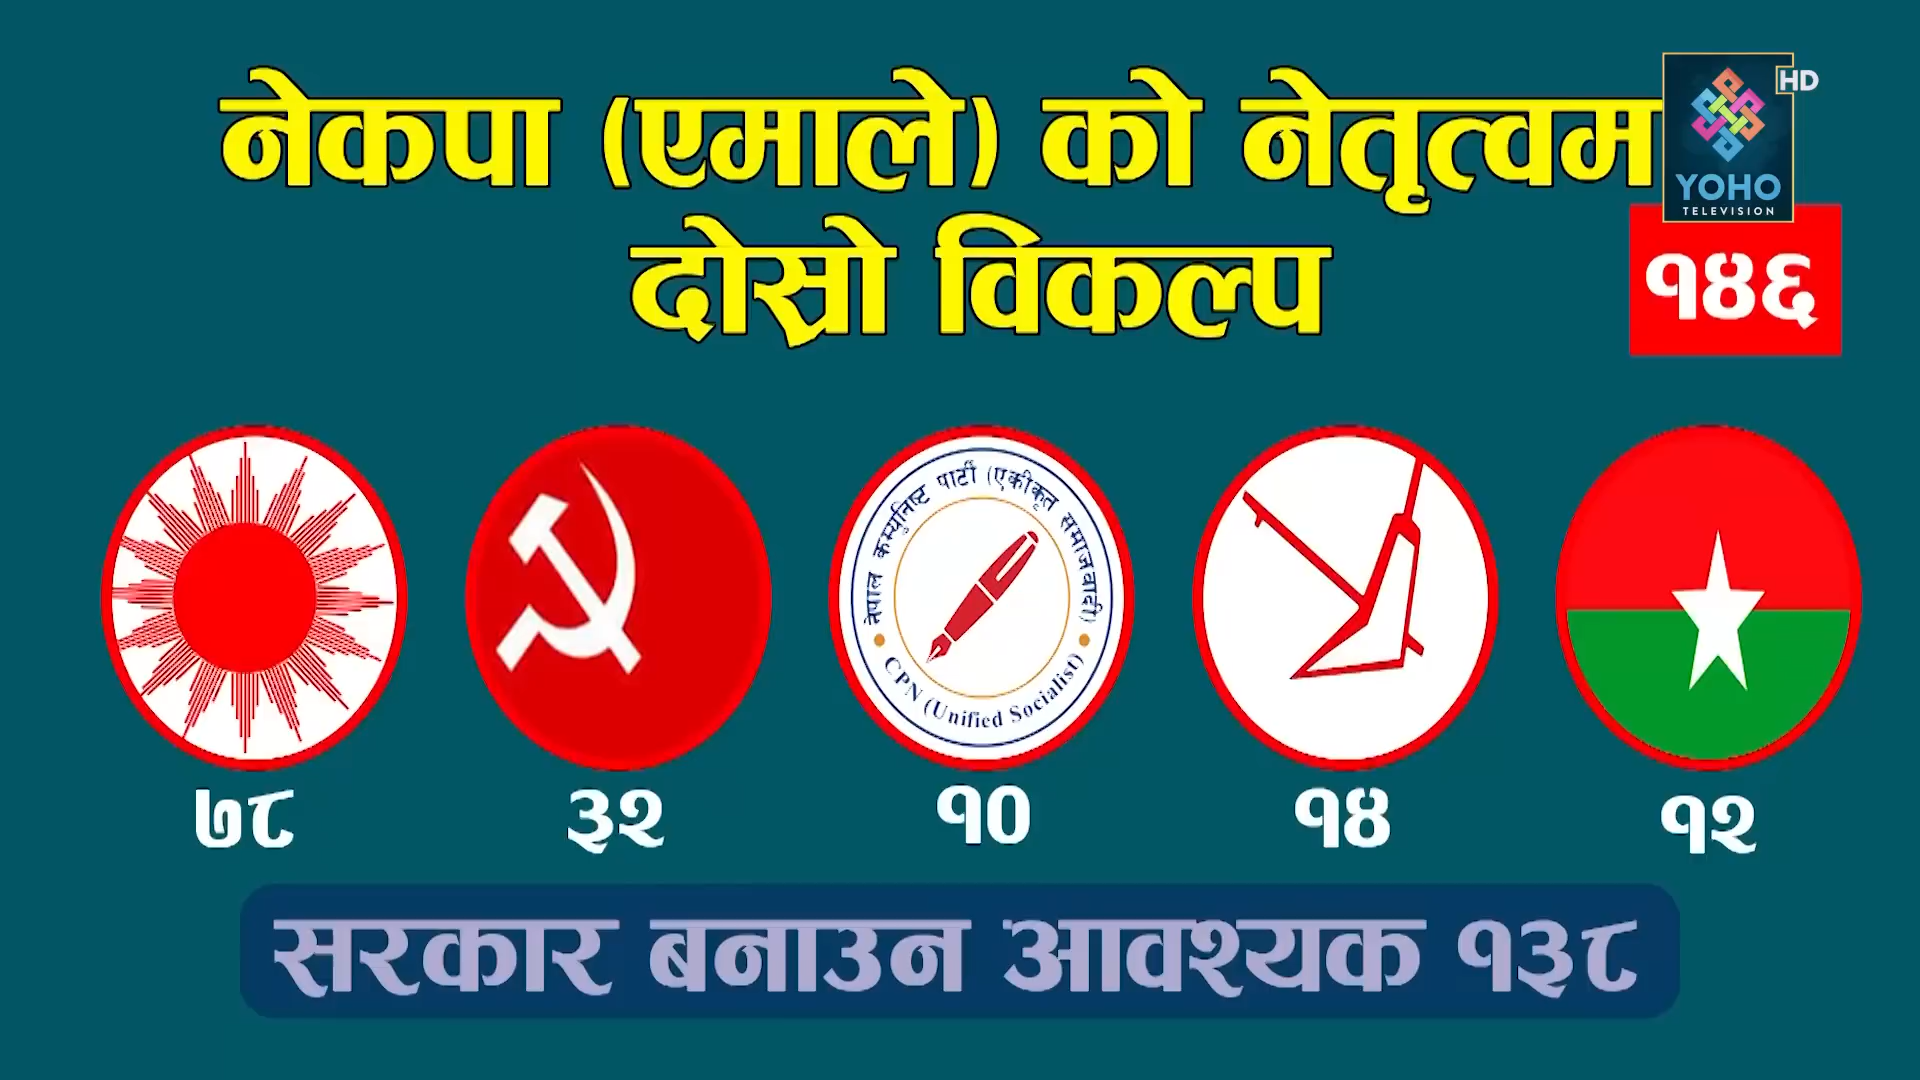 नेकपा (एमाले) को नेतृत्वम
दोस्रो विकल्प
HD
YOHO
TELEVISION
१४६
नेपाल कम्युनिष्ट पार्टी (एकीकृत समाजवादी)
CPN (Unified Socialist)
७८ ३२ १० १४ १२
सरकार बनाउन आवश्यक १३८